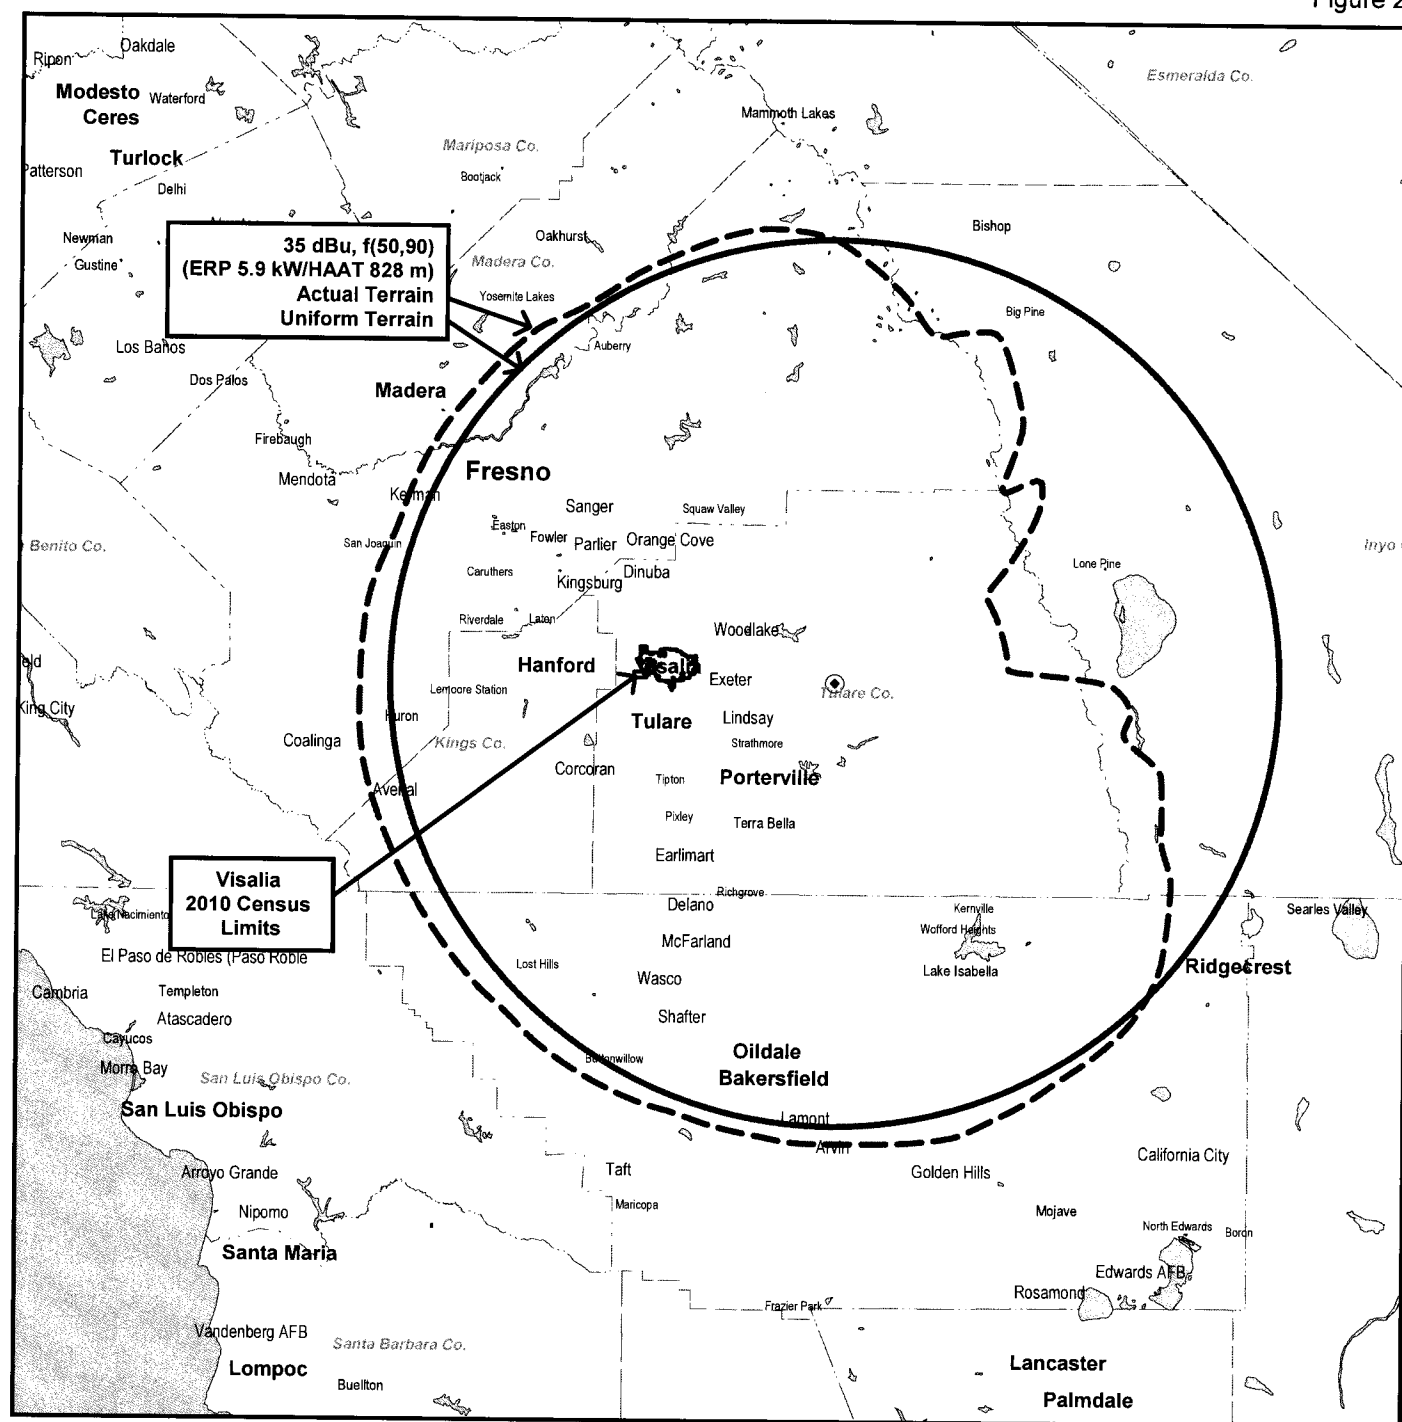 Figure 2
Oakdale
Ripon
Modesto
Ceres
Waterford
Esmeralda Co.
Mammoth Lakes
Turlock
Mariposa Co.
Patterson
Bootjack
Delhi
Newman
Gustine
Oakhurst
Bishop
35 dBu, f(50,90)
(ERP 5.9 kW/HAAT 828 m)
Actual Terrain
Uniform Terrain
Madera Co.
Yosemite Lakes
Big Pine
Los Banos
Auberry
Dos Palos
Madera
Firebaugh
Mendota
Fresno
Kerman
Sanger
Squaw Valley
Easton
Fowler
Parlier
Orange Cove
San Joaquin
Benito Co.
Inyo
Lone Pine
Caruthers
Kingsburg
Dinuba
Riverdale
Laton
Woodlake
Hanford
Visalia
Exeter
Lemoore Station
Tulare Co.
King City
Huron
Tulare
Lindsay
Coalinga
Kings Co.
Strathmore
Corcoran
Tipton
Porterville
Avenal
Pixley
Terra Bella
Earlimart
Visalia
2010 Census
Limits
Richgrove
Delano
Kernville
Searles Valley
Lake Nacimiento
Wofford Heights
McFarland
El Paso de Robles (Paso Roble
Lost Hills
Lake Isabella
Ridgecrest
Wasco
Cambria
Templeton
Atascadero
Shafter
Cayucos
Buttonwillow
Oildale
Bakersfield
Morro Bay
San Luis Obispo Co.
San Luis Obispo
Lamont
Arvin
California City
Arroyo Grande
Taft
Golden Hills
Maricopa
Nipomo
Mojave
North Edwards
Boron
Santa Maria
Edwards AFB
Rosamond
Frazier Park
Vandenberg AFB
Santa Barbara Co.
Lompoc
Lancaster
Buellton
Palmdale